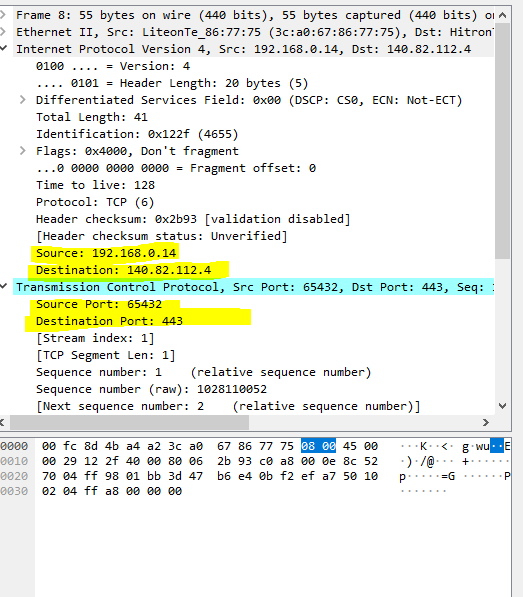 Frame 8: 55 bytes on wire (440 bits), 55 bytes captured (440 bits) on
Ethernet II, Src: LiteonTe_86:77:75 (3c:a0:67:86:77:75), Dst: HitronT
Internet Protocol Version 4, Src: 192.168.0.14, Dst: 140.82.112.4
0100 .... = Version: 4
.... 0101 = Header Length: 20 bytes (5)
Differentiated Services Field: 0x00 (DSCP: CS0, ECN: Not-ECT)
Total Length: 41
Identification: 0x122f (4655)
Flags: 0x4000, Don't fragment
...0 0000 0000 0000 = Fragment offset: 0
Time to live: 128
Protocol: TCP (6)
Header checksum: 0x2b93 [validation disabled]
[Header checksum status: Unverified]
Source: 192.168.0.14
Destination: 140.82.112.4
Transmission Control Protocol, Src Port: 65432, Dst Port: 443, Seq:
Source Port: 65432
Destination Port: 443
[Stream index: 1]
[TCP Segment Len: 1]
Sequence number: 1    (relative sequence number)
Sequence number (raw): 1028110052
[Next sequence number: 2    (relative sequence number)]
0000  00 fc 8d 4b a4 a2 3c a0  67 86 77 75 08 00 45 00   ···K··<· g·wu··E·
0010  00 29 12 2f 40 00 80 06  2b 93 c0 a8 00 0e 8c 52   ·)·/@··· +······R
0020  70 04 ff 98 01 bb 3d 47  b6 e4 0b f2 ef a7 50 10   p·····=G ······P·
0030  02 04 ff a8 00 00 00   ·······